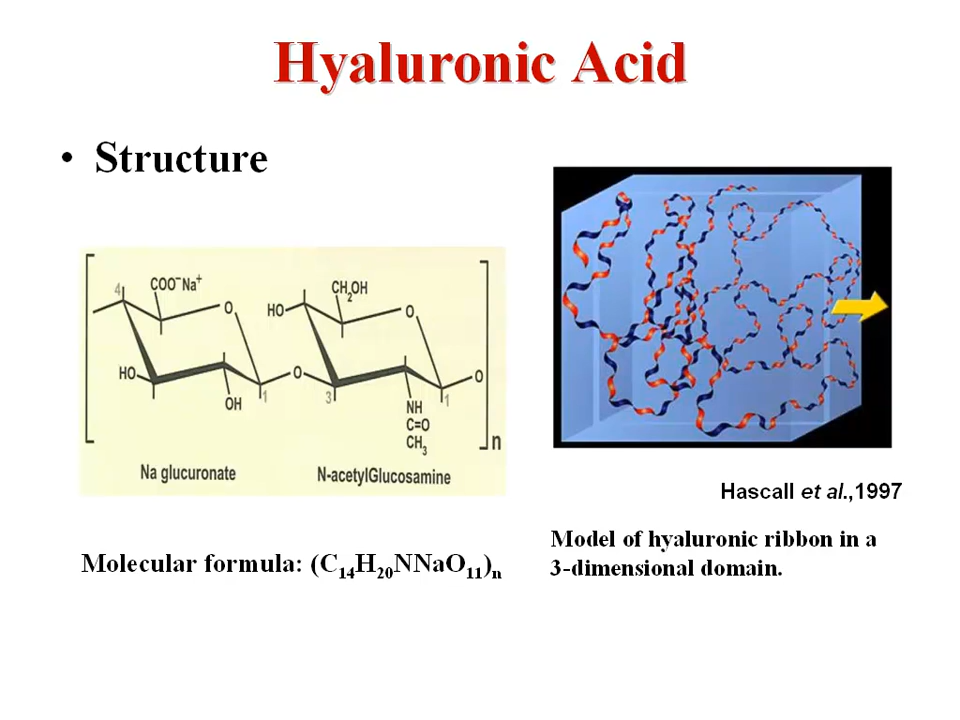 Hyaluronic Acid
• Structure
4
COO⁻Na⁺
O
HO
OH
1
O
HO
CH₂OH
O
3
NH
C=O
CH₃
1
O
n
Na glucuronate
N-acetylGlucosamine
Hascall et al.,1997
Model of hyaluronic ribbon in a
3-dimensional domain.
Molecular formula: (C₁₄H₂₀NNaO₁₁)ₙ